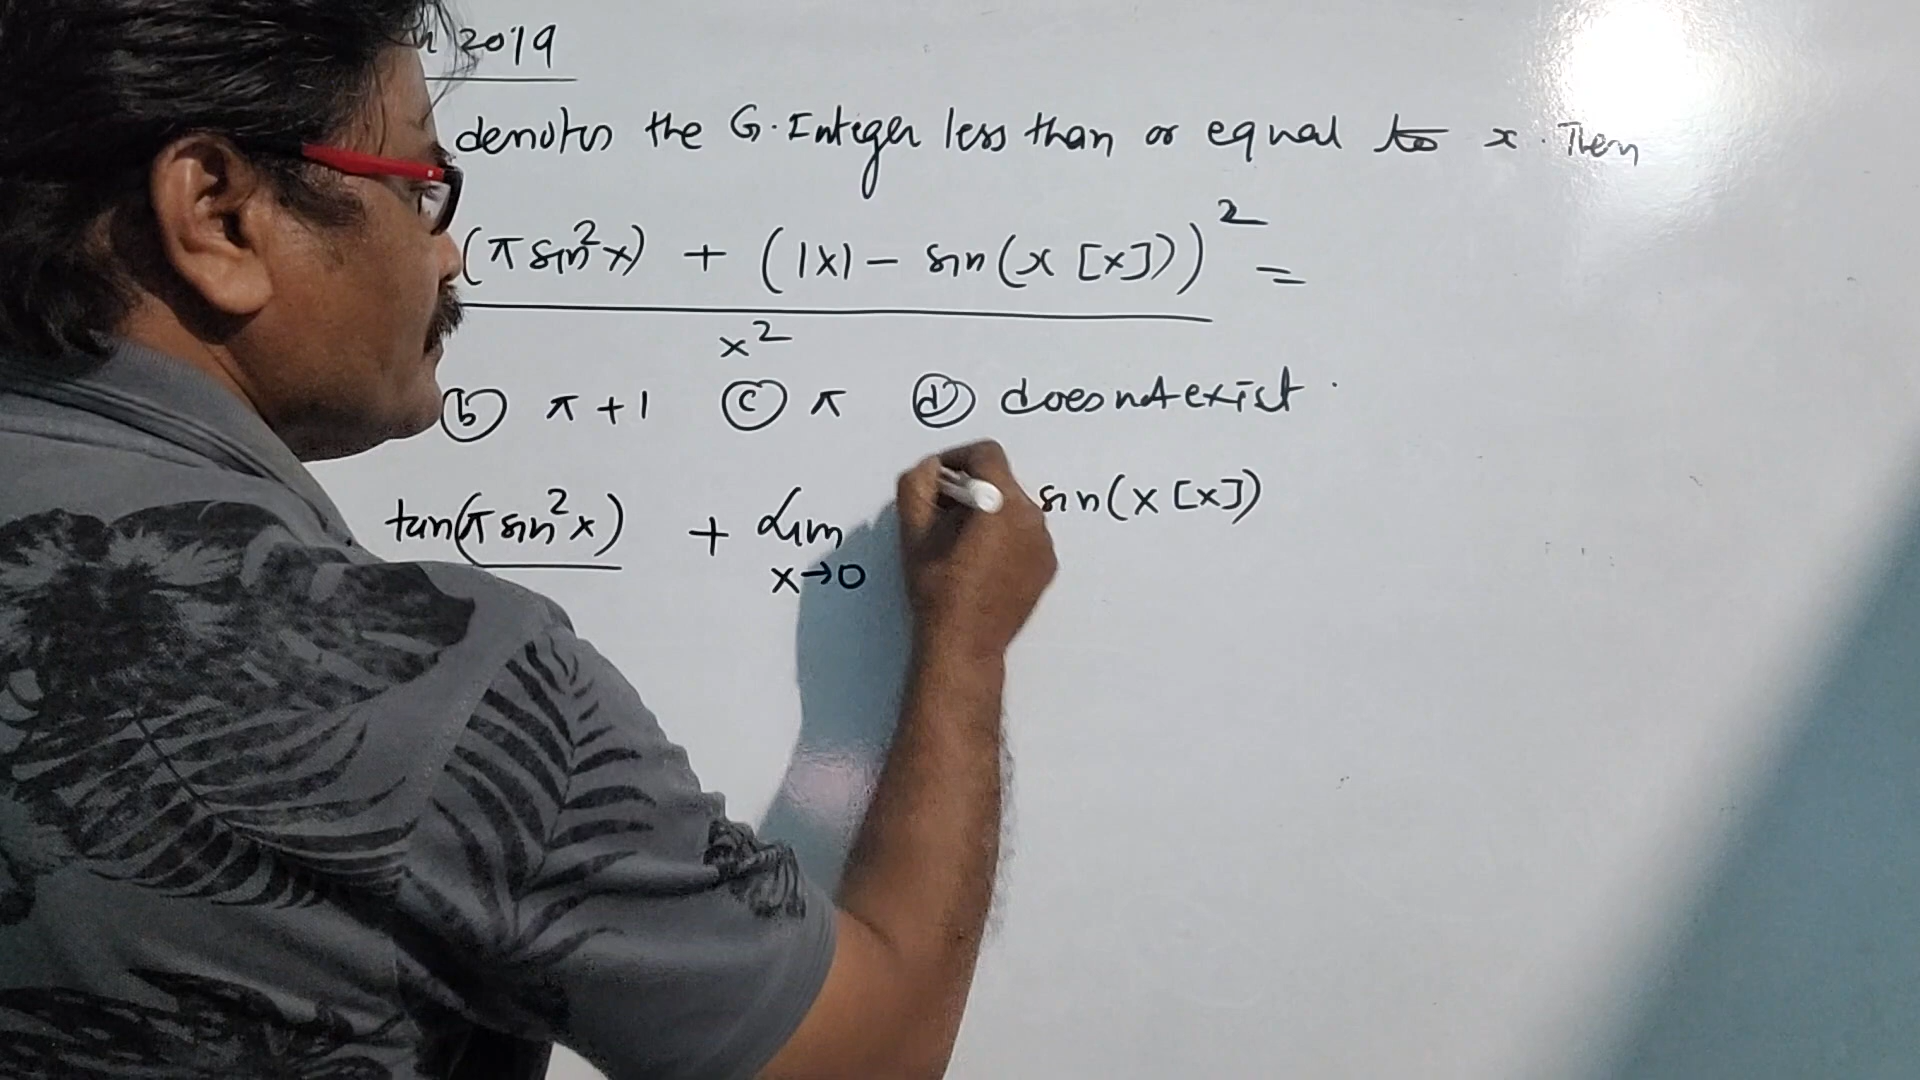 2019
denotes the G. Integer less than or equal to x. Then
(π sin²x) + (|x| - sin(x [x]))² =
x²
(b) π + 1 (c) π (d) does not exist.
tan(π sin²x) + Lim sin(x [x])
x→0